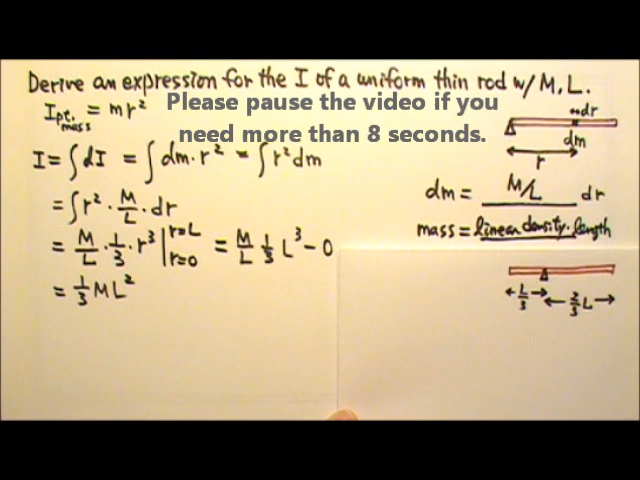 Derive an expression for the I of a uniform thin rod w/ M, L.
I pt. mass = mr²
Please pause the video if you
need more than 8 seconds.
dr
dm
r
I = ∫dI = ∫dm·r² = ∫r²dm
= ∫r²·M/L·dr
dm = M/L dr
mass = linear density · length
= M/L · 1/3 · r³ | r=L r=0 = M/L 1/3 L³ - 0
= 1/3 ML²
L/3 2/3 L